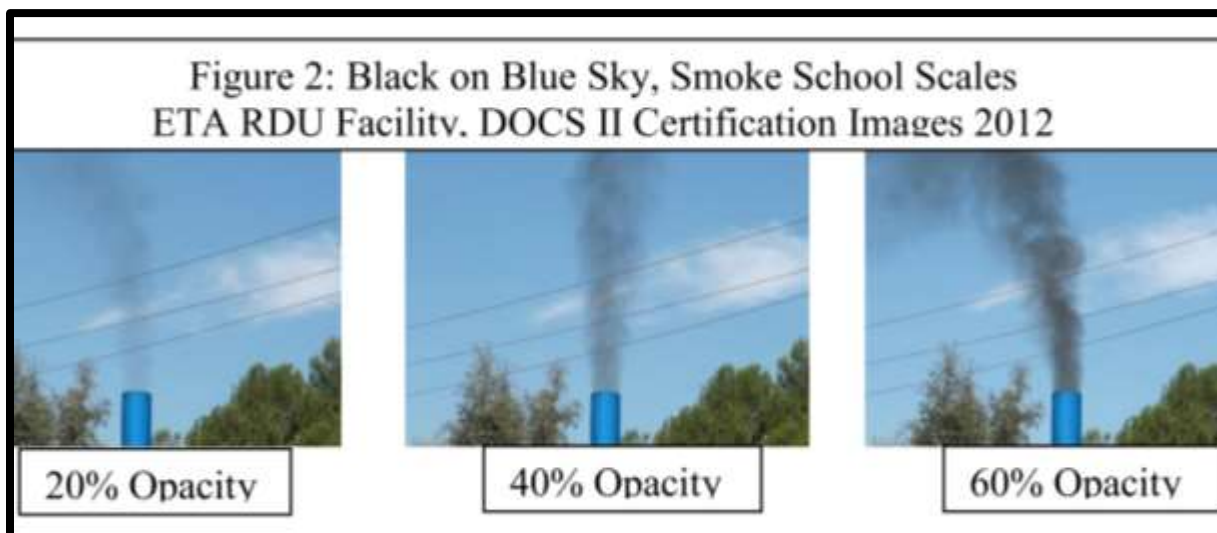 Figure 2: Black on Blue Sky, Smoke School Scales
ETA RDU Facility, DOCS II Certification Images 2012
20% Opacity
40% Opacity
60% Opacity